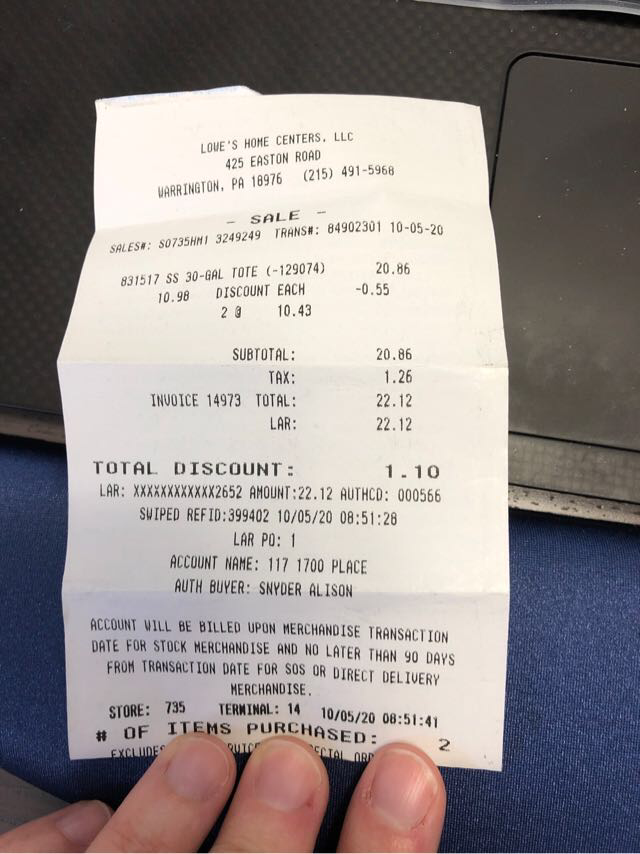 LOWE'S HOME CENTERS, LLC
425 EASTON ROAD
WARRINGTON, PA 18976 (215) 491-5968
- SALE -
SALES#: S0735HM1 3249249 TRANS#: 84902301 10-05-20
831517 SS 30-GAL TOTE (-129074) 20.86
10.98 DISCOUNT EACH -0.55
2 @ 10.43
SUBTOTAL: 20.86
TAX: 1.26
INVOICE 14973 TOTAL: 22.12
LAR: 22.12
TOTAL DISCOUNT: 1.10
LAR: XXXXXXXXXXXX2652 AMOUNT:22.12 AUTHCD: 000566
SWIPED REFID:399402 10/05/20 08:51:28
LAR PO: 1
ACCOUNT NAME: 117 1700 PLACE
AUTH BUYER: SNYDER ALISON
ACCOUNT WILL BE BILLED UPON MERCHANDISE TRANSACTION
DATE FOR STOCK MERCHANDISE AND NO LATER THAN 90 DAYS
FROM TRANSACTION DATE FOR SOS OR DIRECT DELIVERY
MERCHANDISE.
STORE: 735 TERMINAL: 14 10/05/20 08:51:41
# OF ITEMS PURCHASED: 2
EXCLUDES